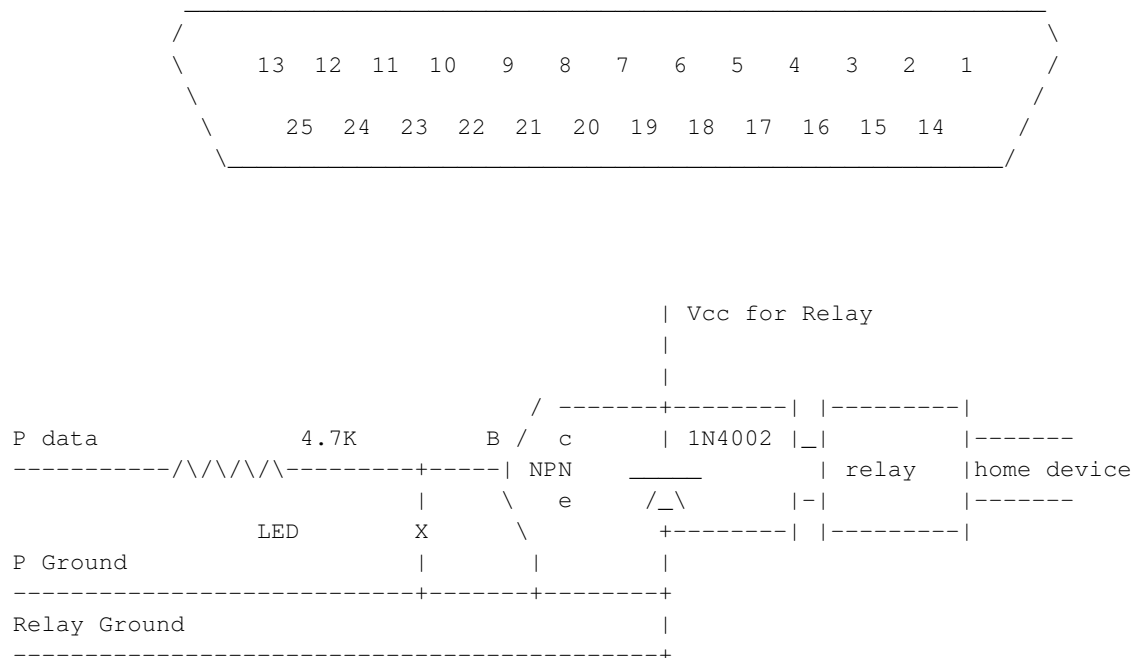 13 12 11 10 9 8 7 6 5 4 3 2 1
25 24 23 22 21 20 19 18 17 16 15 14
Vcc for Relay
P data 4.7K B c 1N4002
NPN relay home device
e
LED X
P Ground
Relay Ground